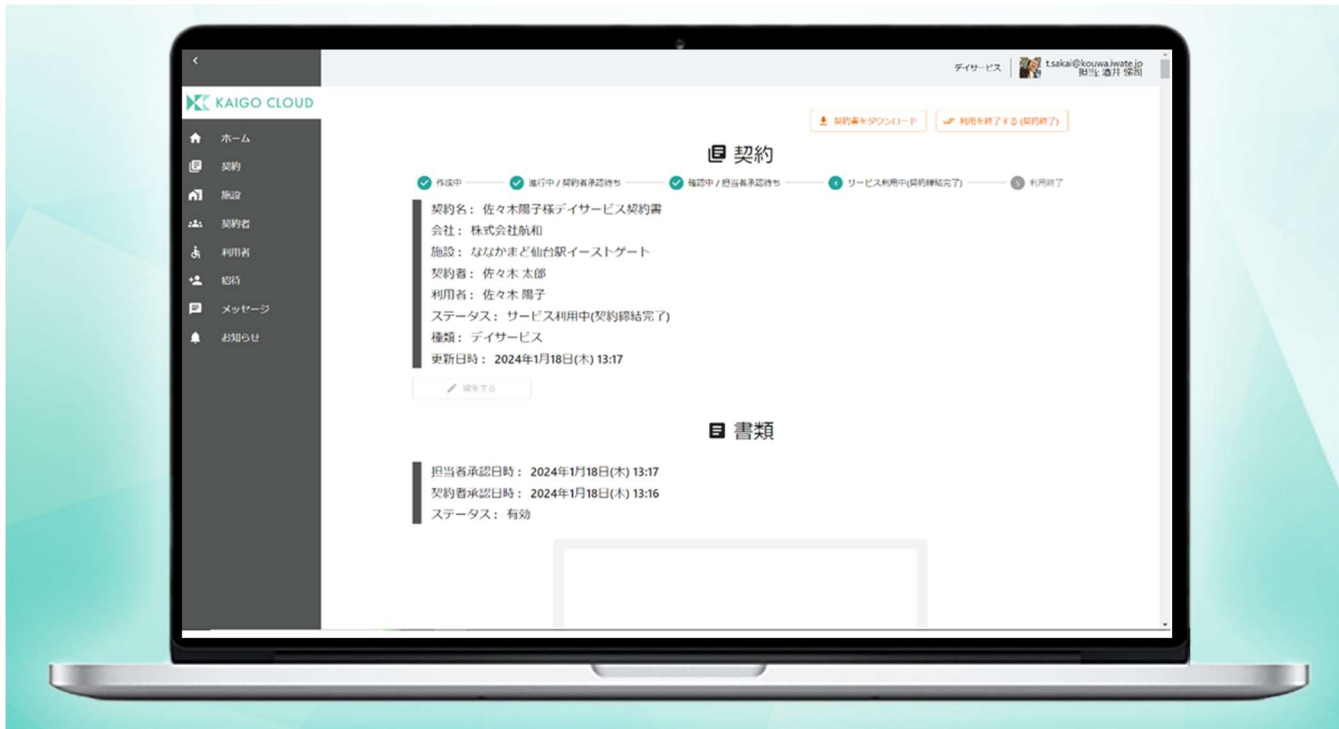 デイサービス
t.sakai@kouwa.iwate.jp
担当: 酒井 悌司
KAIGO CLOUD
ホーム
契約
施設
契約者
利用者
招待
メッセージ
お知らせ
契約書をダウンロード
利用を終了する(契約終了)
契約
作成中
進行中 / 契約者承認待ち
確認中 / 担当者承認待ち
4 サービス利用中(契約締結完了)
5 利用終了
契約名： 佐々木陽子様デイサービス契約書
会社： 株式会社航和
施設： ななかまど仙台駅イーストゲート
契約者： 佐々木 太郎
利用者： 佐々木 陽子
ステータス： サービス利用中(契約締結完了)
種類： デイサービス
更新日時： 2024年1月18日(木) 13:17
編集する
書類
担当者承認日時： 2024年1月18日(木) 13:17
契約者承認日時： 2024年1月18日(木) 13:16
ステータス： 有効